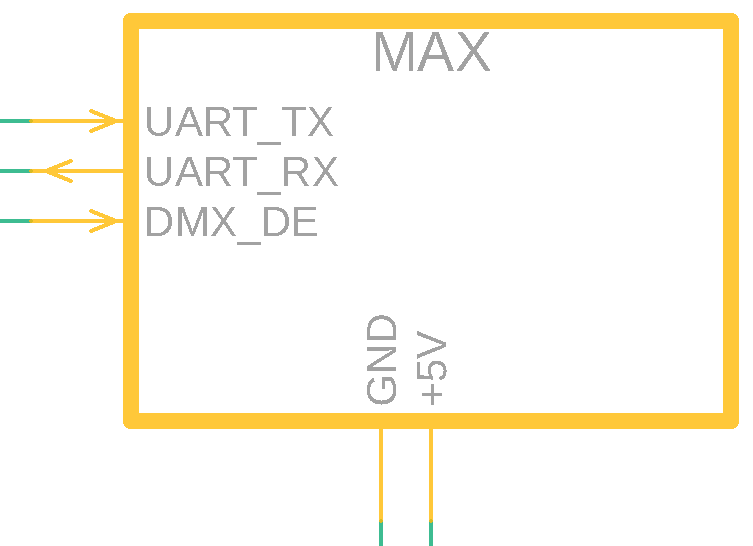 MAX
UART_TX
UART_RX
DMX_DE
GND
+5V